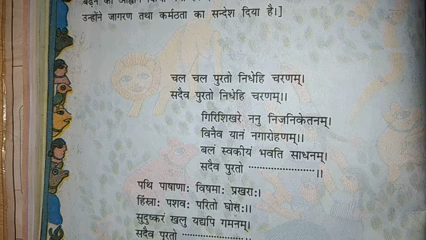 उन्होंने जागरण तथा कर्मठता का सन्देश दिया है।]
चल चल पुरतो निधेहि चरणम्।
सदैव पुरतो निधेहि चरणम्।।
गिरिशिखरे ननु निजनिकेतनम्।
विनैव यानं नगारोहणम्।।
बलं स्वकीयं भवति साधनम्।
सदैव पुरतो ........................ ।।
पथि पाषाणाः विषमाः प्रखराः।
हिंस्राः पशवः परितो घोराः।।
सुदुष्करं खलु यद्यपि गमनम्।
सदैव पुरतो ........................ ।।